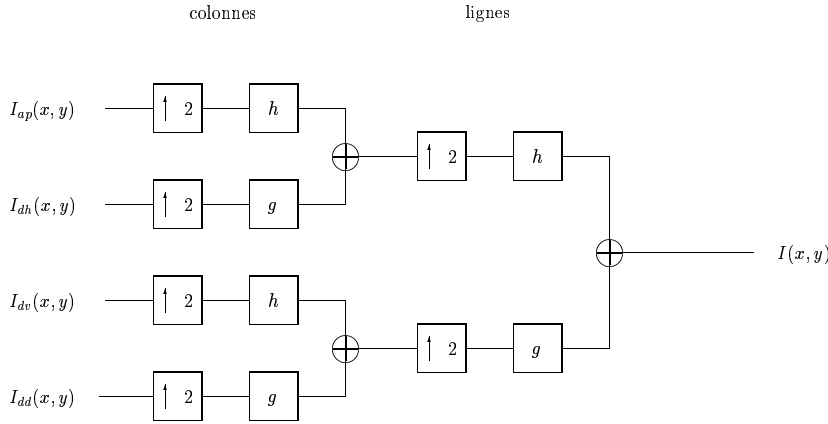 colonnes lignes
I_{ap}(x, y) ↑ 2 h
↑ 2 h
I_{dh}(x, y) ↑ 2 g
I(x, y)
I_{dv}(x, y) ↑ 2 h
↑ 2 g
I_{dd}(x, y) ↑ 2 g